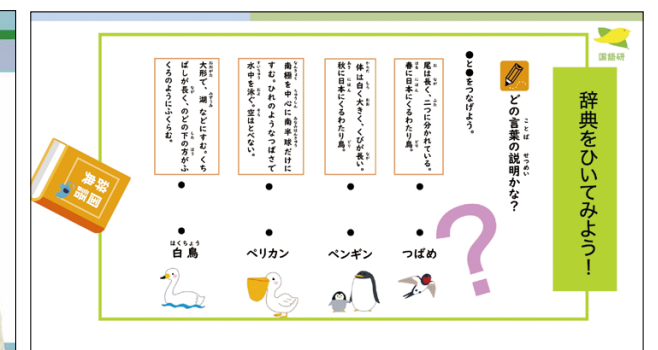 国語研
辞典をひいてみよう！
どの言葉の説明かな？
●と●をつなげよう。
尾は長く、二つに分かれている。
春に日本にくるわたり鳥。
体は白く大きく、くびが長い。
秋に日本にくるわたり鳥。
南極を中心に南半球だけに
すむ。ひれのようなつばさで
水中を泳ぐ。空はとべない。
大形で、湖などにすむ。くち
ばしが長く、のどの下の方がふ
くろのようにふくらむ。
つばめ
ペンギン
ペリカン
白鳥
国語
辞典